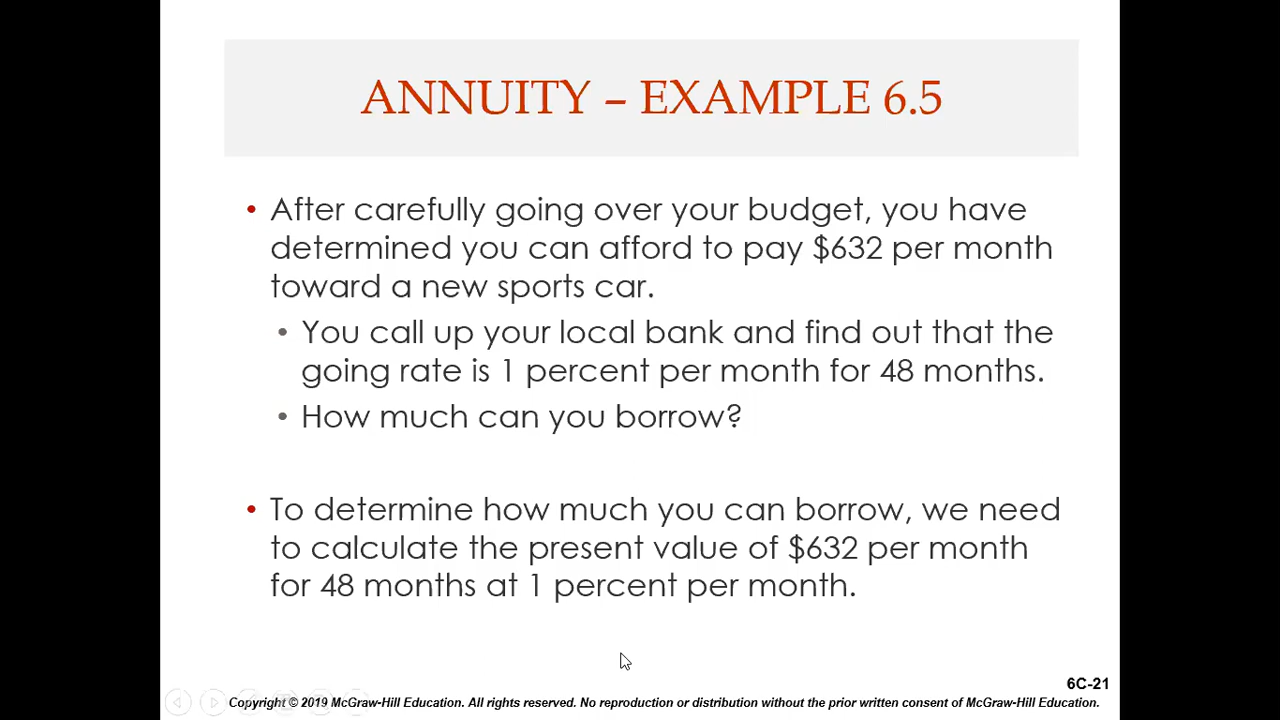 ANNUITY – EXAMPLE 6.5
• After carefully going over your budget, you have
determined you can afford to pay $632 per month
toward a new sports car.
• You call up your local bank and find out that the
going rate is 1 percent per month for 48 months.
• How much can you borrow?
• To determine how much you can borrow, we need
to calculate the present value of $632 per month
for 48 months at 1 percent per month.
6C-21
Copyright © 2019 McGraw-Hill Education. All rights reserved. No reproduction or distribution without the prior written consent of McGraw-Hill Education.